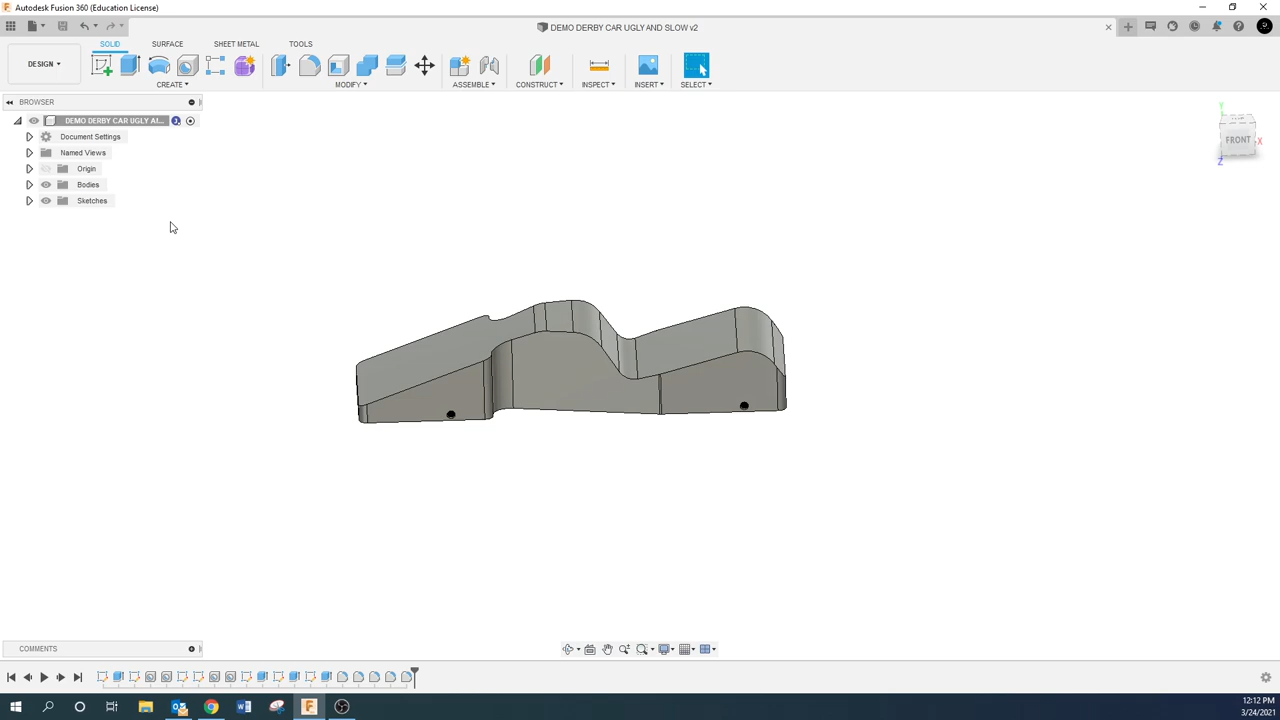 Autodesk Fusion 360 (Education License)
DEMO DERBY CAR UGLY AND SLOW v2
SOLID SURFACE SHEET METAL TOOLS
DESIGN
CREATE MODIFY ASSEMBLE CONSTRUCT INSPECT INSERT SELECT
BROWSER
DEMO DERBY CAR UGLY AI...
Document Settings
Named Views
Origin
Bodies
Sketches
Y
FRONT
X
Z
COMMENTS
12:12 PM
3/24/2021